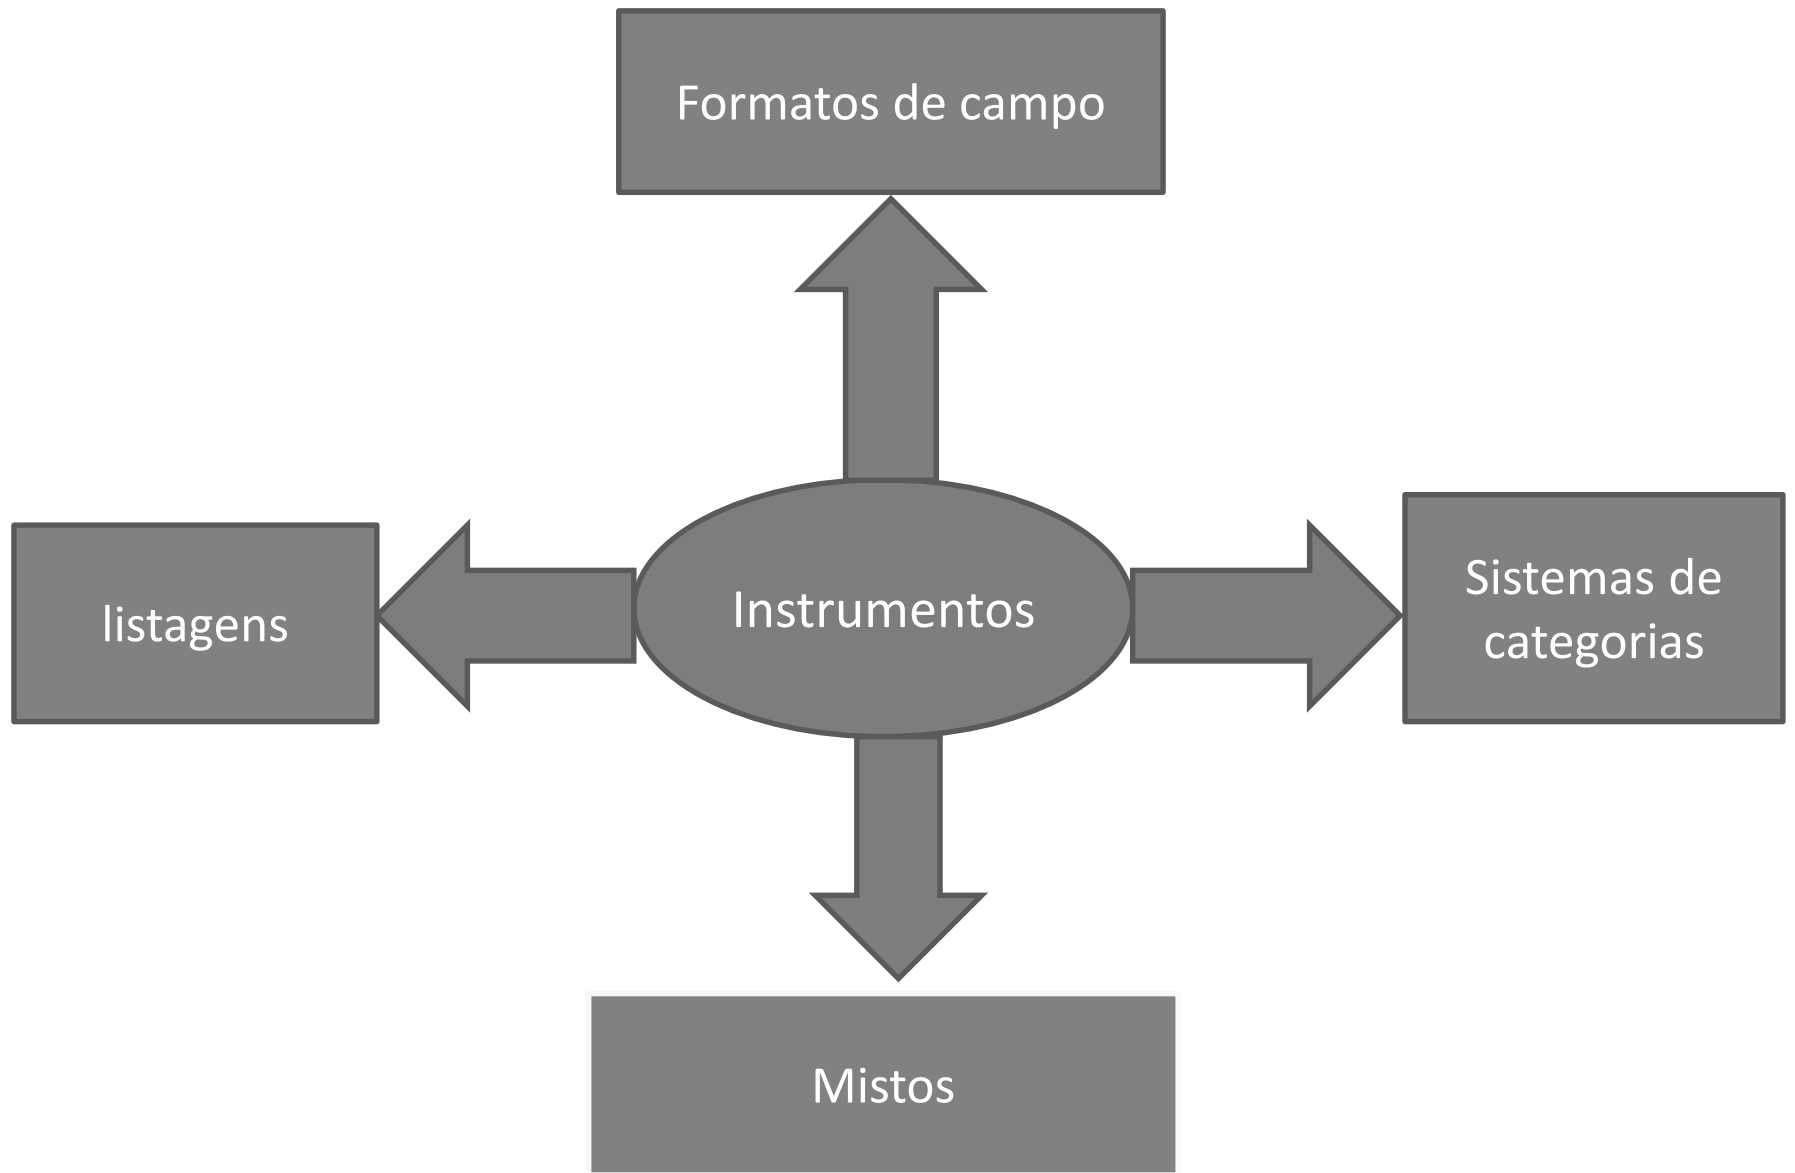 Formatos de campo
listagens
Instrumentos
Sistemas de
categorias
Mistos